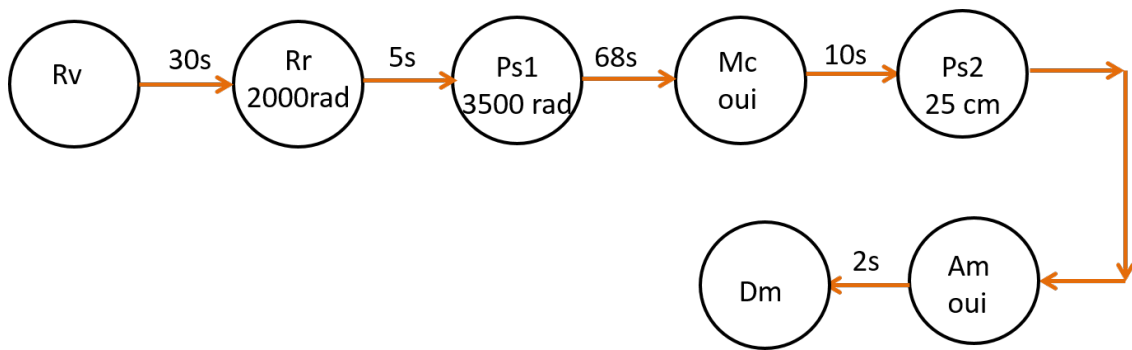 Rv
30s
Rr
2000rad
5s
Ps1
3500 rad
68s
Mc
oui
10s
Ps2
25 cm
Am
oui
2s
Dm